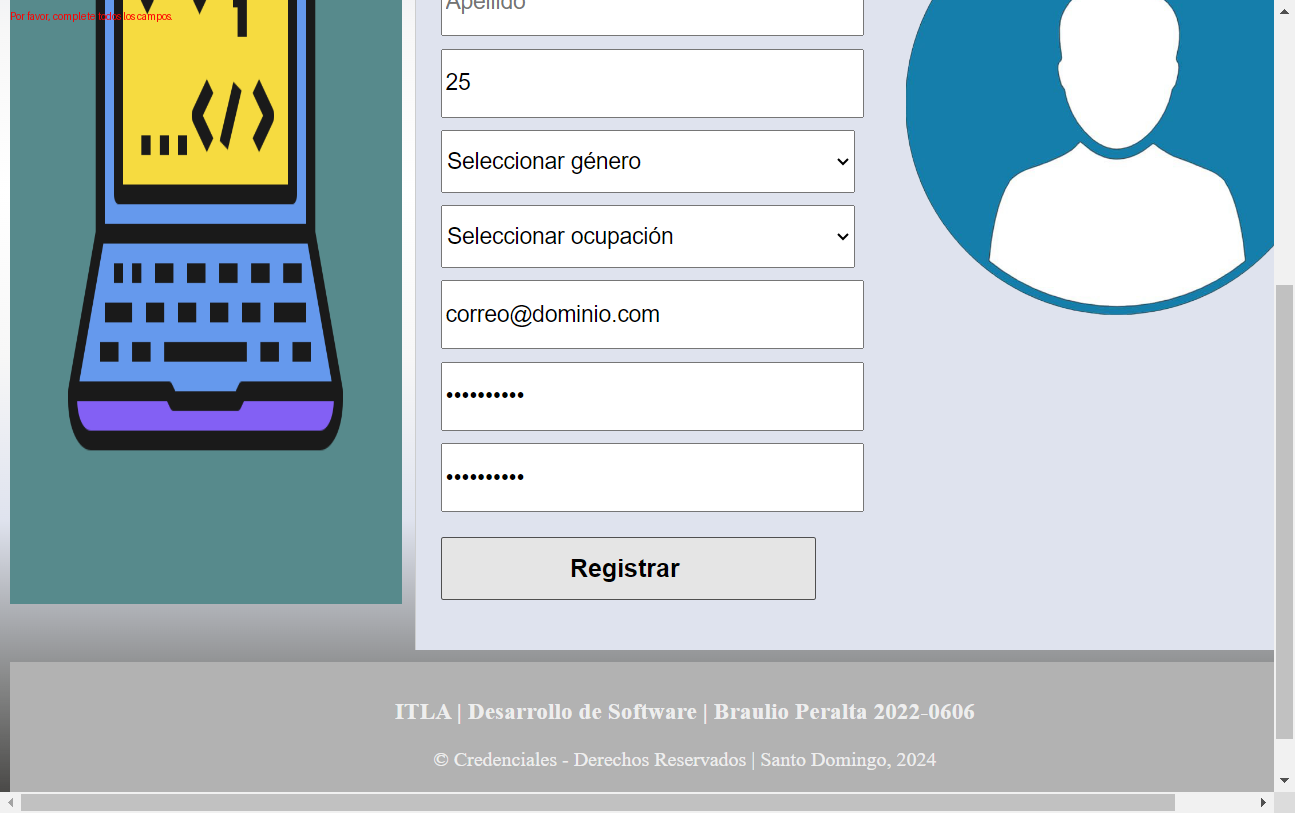 Por favor, complete todos los campos.
</>
Apellido
25
Seleccionar género
Seleccionar ocupación
correo@dominio.com
••••••••••
••••••••••
Registrar
ITLA | Desarrollo de Software | Braulio Peralta 2022-0606
© Credenciales - Derechos Reservados | Santo Domingo, 2024